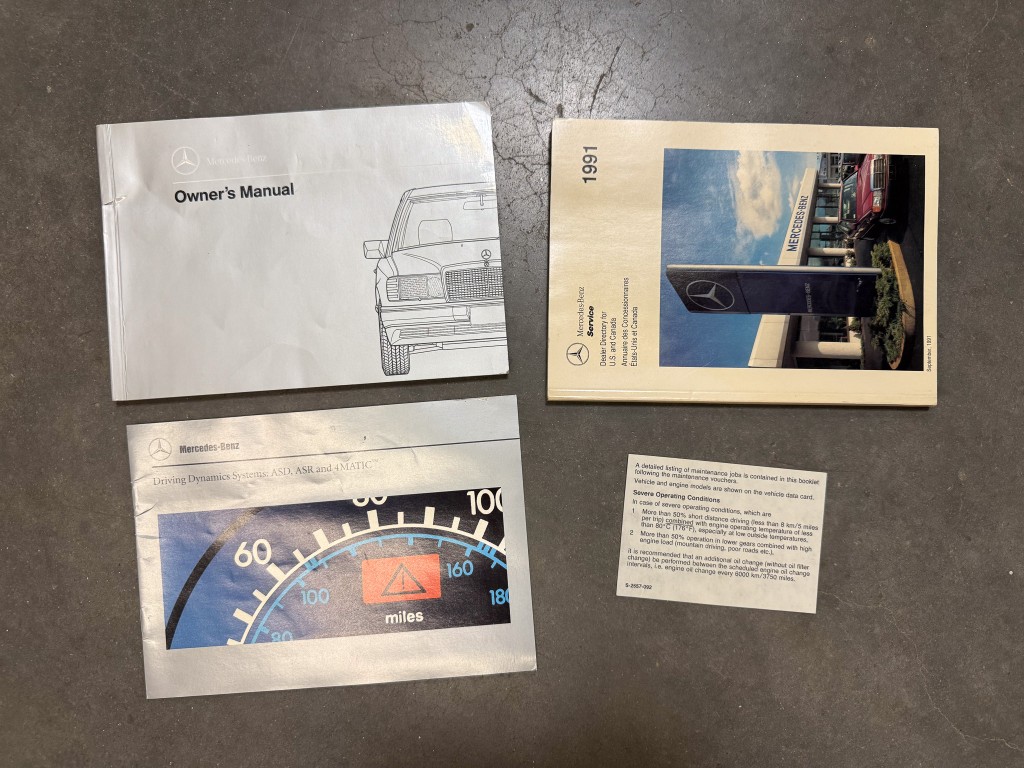 Mercedes-Benz
Owner's Manual
1991
Mercedes-Benz
Service
Dealer Directory for
U.S. and Canada
Annuaire des Concessionnaires
Etats-Unis et Canada
MERCEDES-BENZ
MERCEDES-BENZ
September, 1991
Mercedes-Benz
Driving Dynamics Systems: ASD, ASR and 4MATIC™
60
80
100
80
100
160
180
miles
A detailed listing of maintenance jobs is contained in this booklet
following the maintenance vouchers.
Vehicle and engine models are shown on the vehicle data card.
Severe Operating Conditions
In case of severe operating conditions, which are
1 More than 50% short distance driving (less than 8 km/5 miles
per trip) combined with engine operating temperature of less
than 80°C (176°F), especially at low outside temperatures,
2 More than 50% operation in lower gears combined with high
engine load (mountain driving, poor roads etc.),
it is recommended that an additional oil change (without oil filter
change) be performed between the scheduled engine oil change
intervals, i.e. engine oil change every 6000 km/3750 miles.
S-2557-092